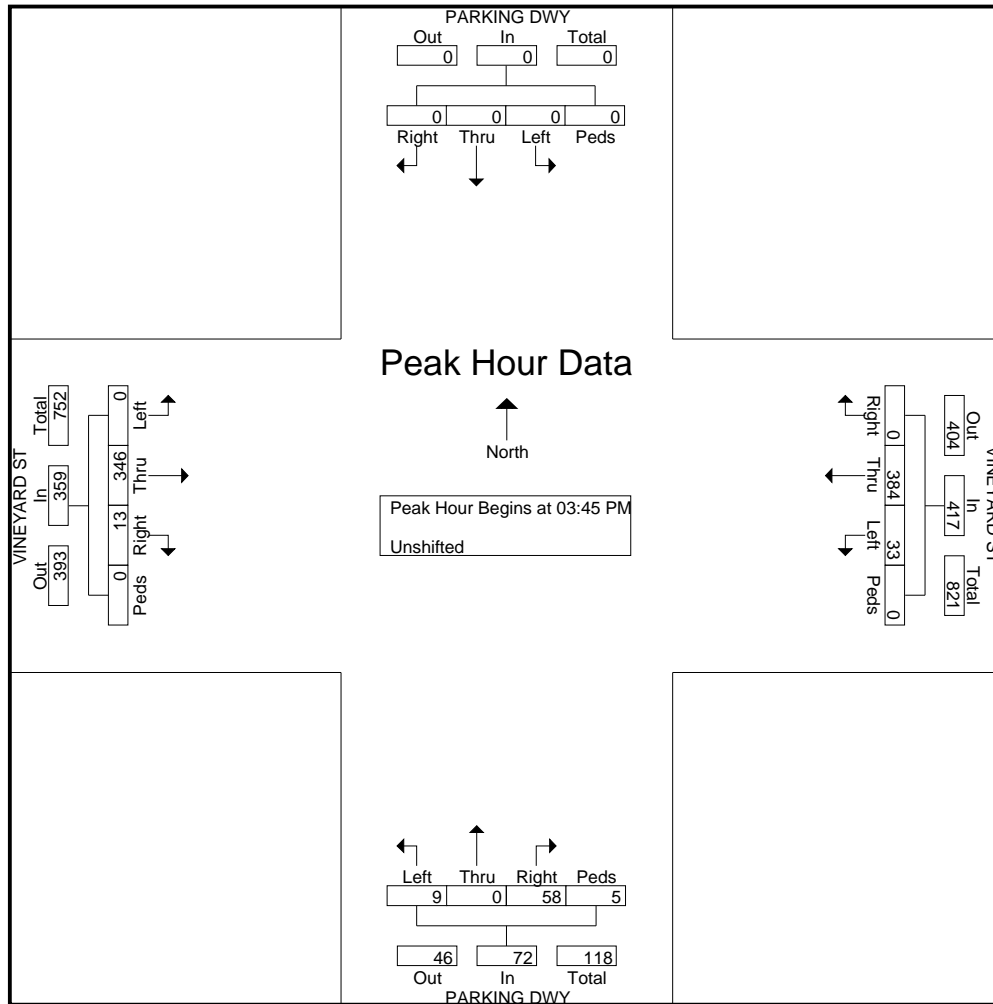 PARKING DWY
Out In Total
0 0 0
0 0 0 0
Right Thru Left Peds
Peak Hour Data
North
Peak Hour Begins at 03:45 PM
Unshifted
VINEYARD ST
Total In Out
752 359 393
0 346 13 0
Left Thru Right Peds
VINEYARD ST
Out In Total
404 417 821
0 384 33 0
Right Thru Left Peds
Left Thru Right Peds
9 0 58 5
46 72 118
Out In Total
PARKING DWY